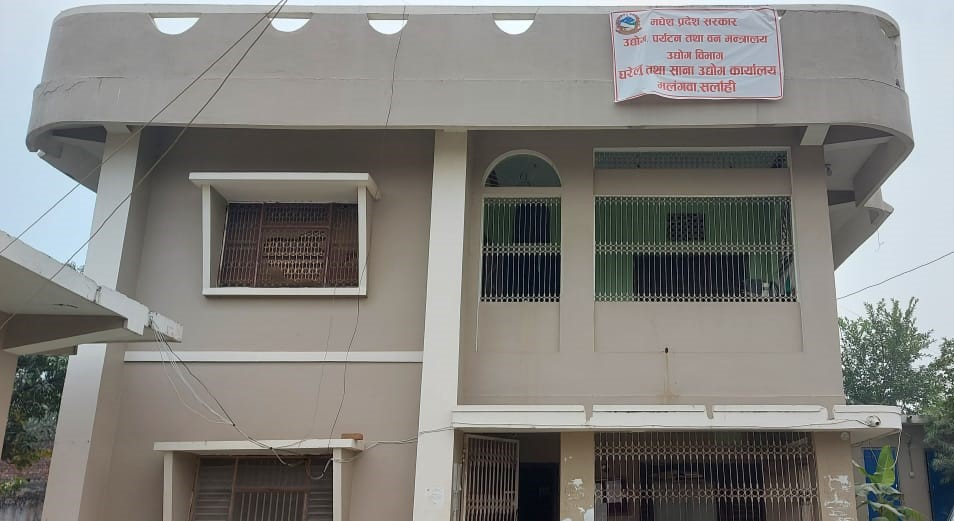 मधेश प्रदेश सरकार
उद्योग, पर्यटन तथा वन मन्त्रालय
उद्योग विभाग
घरेलु तथा साना उद्योग कार्यालय
मलंगवा, सर्लाही